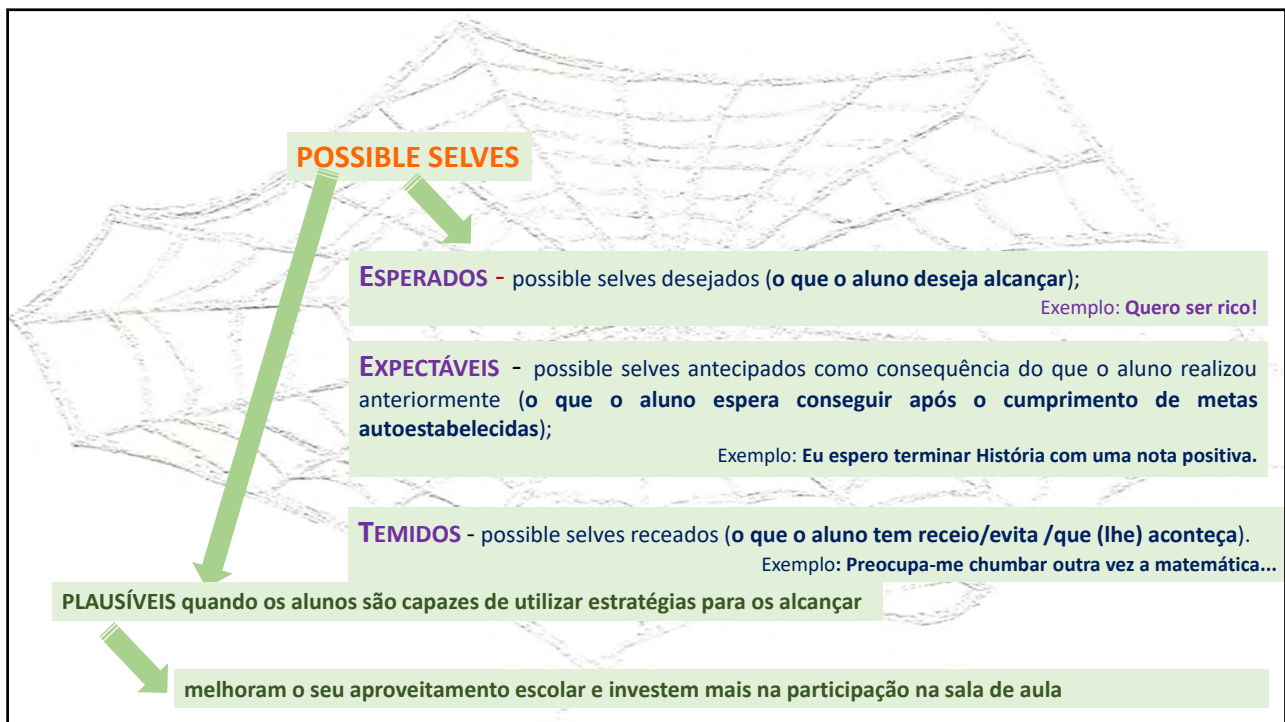 POSSIBLE SELVES
ESPERADOS - possible selves desejados (o que o aluno deseja alcançar);
Exemplo: Quero ser rico!
EXPECTÁVEIS - possible selves antecipados como consequência do que o aluno realizou
anteriormente (o que o aluno espera conseguir após o cumprimento de metas
autoestabelecidas);
Exemplo: Eu espero terminar História com uma nota positiva.
TEMIDOS - possible selves receados (o que o aluno tem receio/evita /que (lhe) aconteça).
Exemplo: Preocupa-me chumbar outra vez a matemática...
PLAUSÍVEIS quando os alunos são capazes de utilizar estratégias para os alcançar
melhoram o seu aproveitamento escolar e investem mais na participação na sala de aula